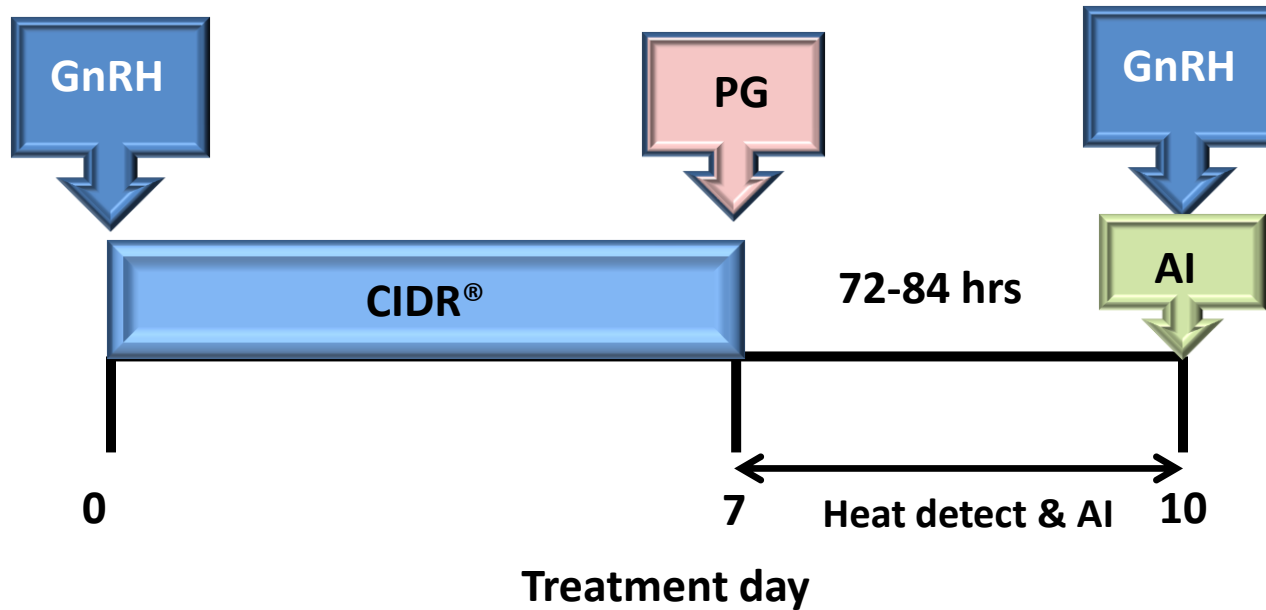 GnRH
PG
GnRH
AI
CIDR®
72-84 hrs
0
7
Heat detect & AI
10
Treatment day